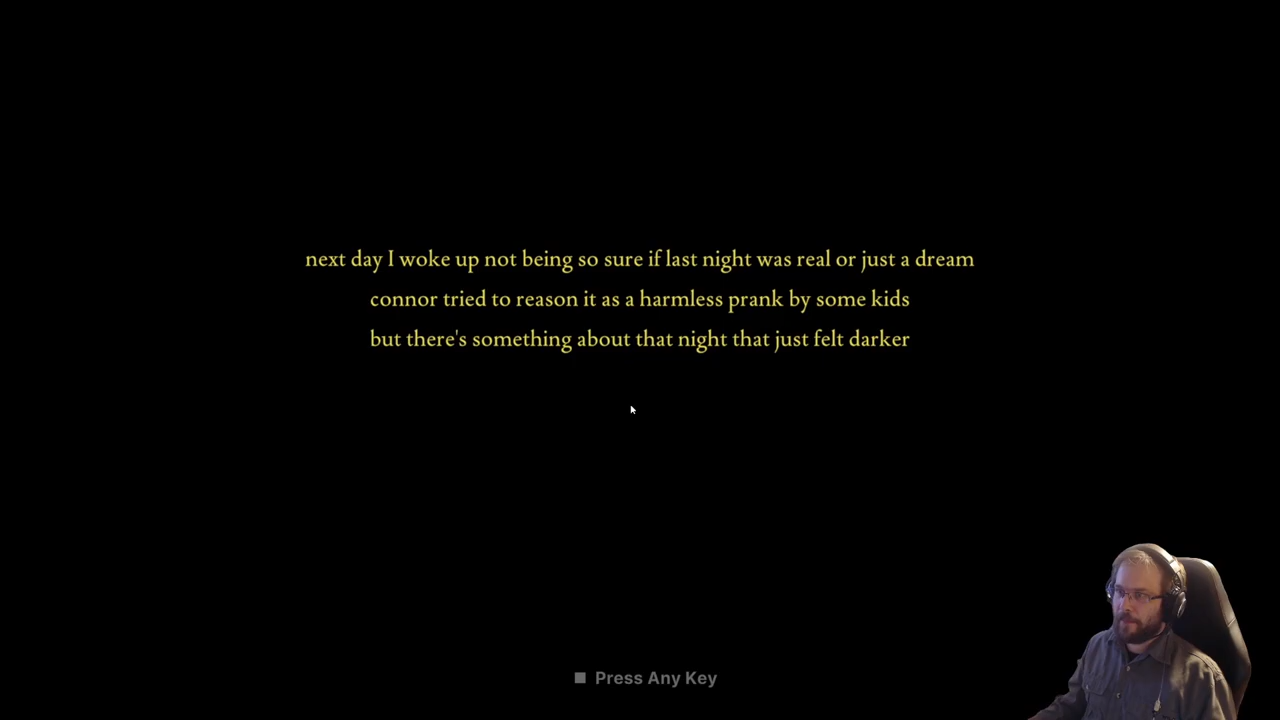 next day I woke up not being so sure if last night was real or just a dream
connor tried to reason it as a harmless prank by some kids
but there's something about that night that just felt darker
Press Any Key